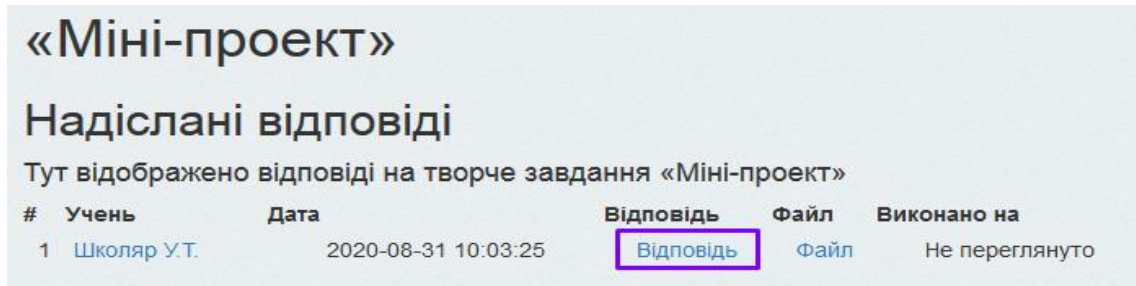 «Міні-проект»
Надіслані відповіді
Тут відображено відповіді на творче завдання «Міні-проект»
# Учень Дата Відповідь Файл Виконано на
1 Школяр У.Т. 2020-08-31 10:03:25 Відповідь Файл Не переглянуто